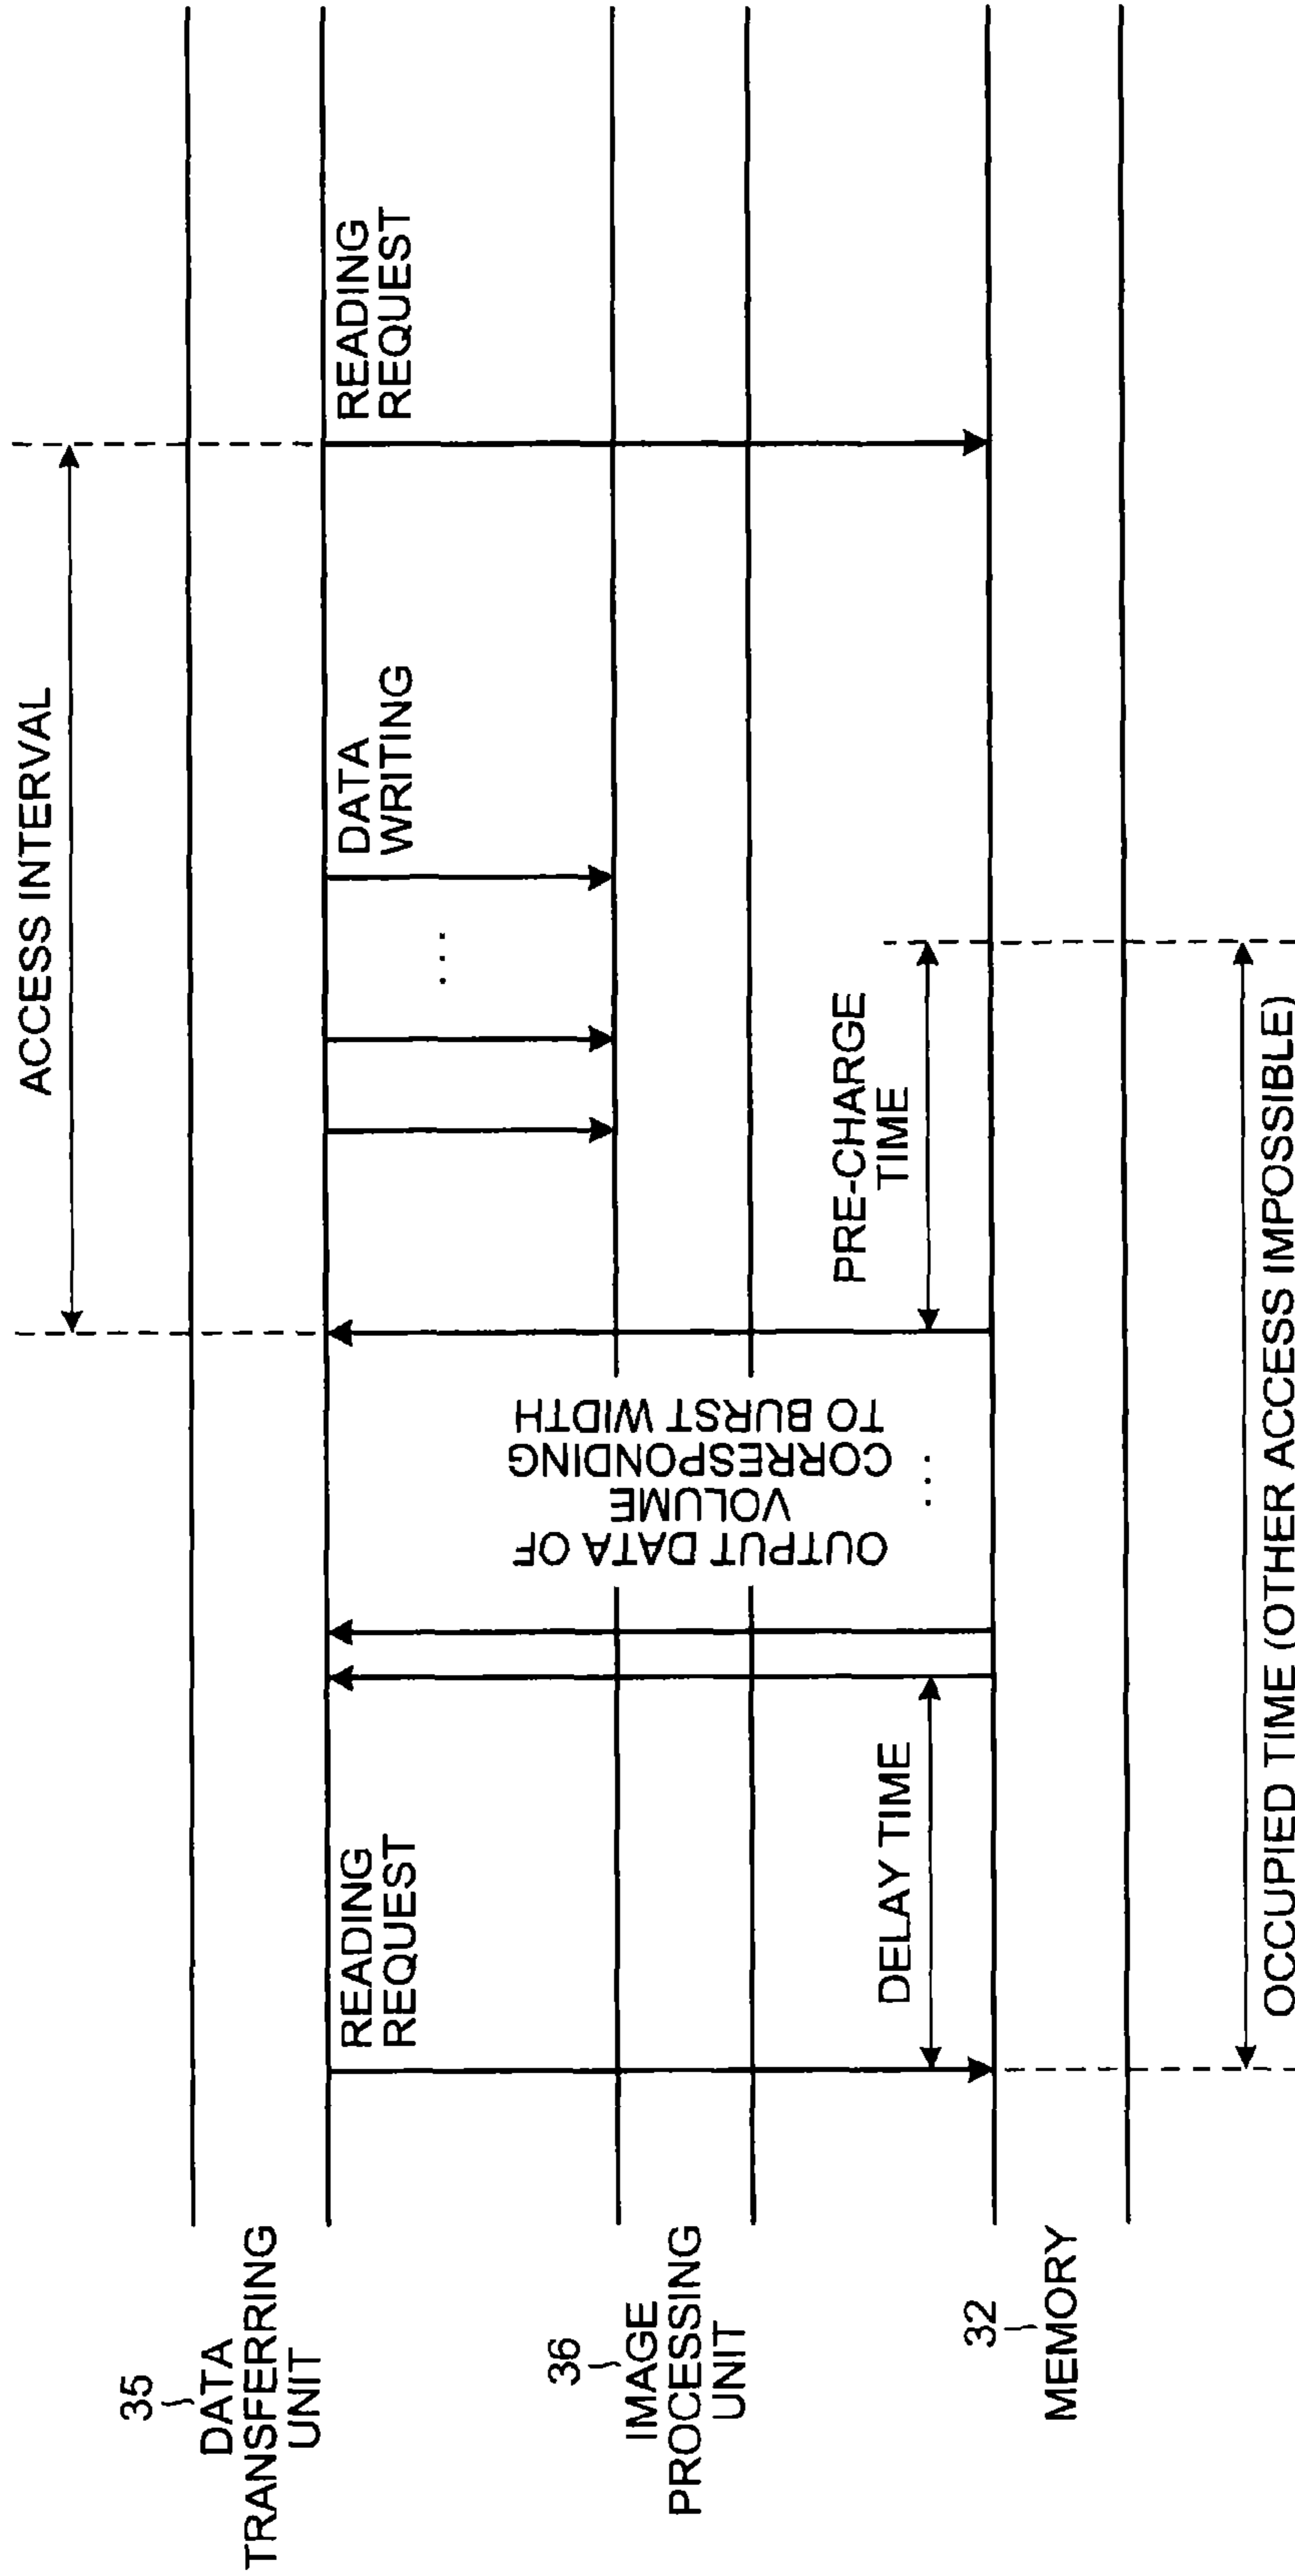 ACCESS INTERVAL
35
DATA
TRANSFERRING
UNIT
READING
REQUEST
DATA
WRITING
READING
REQUEST
36
IMAGE
PROCESSING
UNIT
OUTPUT DATA OF
VOLUME
CORRESPONDING
TO BURST WIDTH
...
...
DELAY TIME
PRE-CHARGE
TIME
32
MEMORY
OCCUPIED TIME (OTHER ACCESS IMPOSSIBLE)